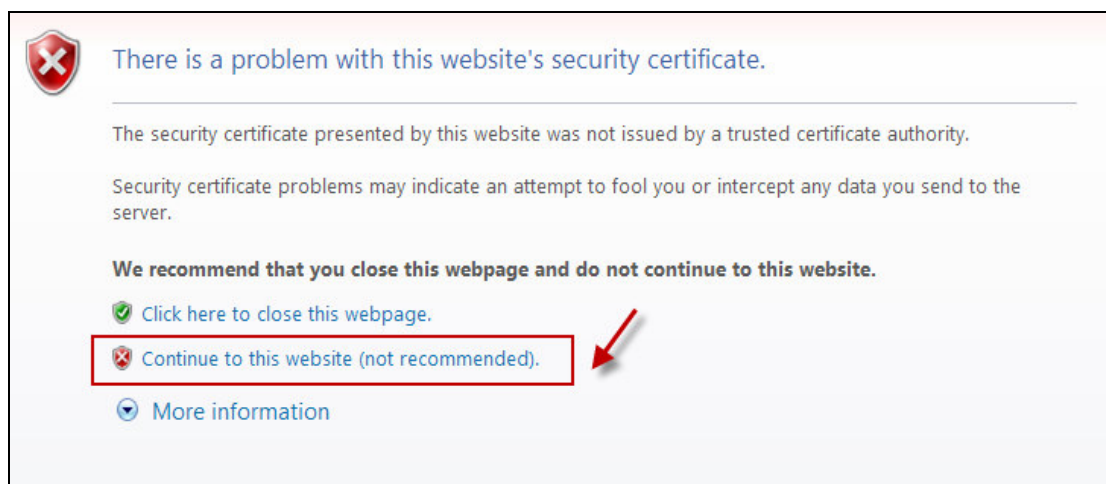 There is a problem with this website's security certificate.
The security certificate presented by this website was not issued by a trusted certificate authority.
Security certificate problems may indicate an attempt to fool you or intercept any data you send to the
server.
We recommend that you close this webpage and do not continue to this website.
Click here to close this webpage.
Continue to this website (not recommended).
More information